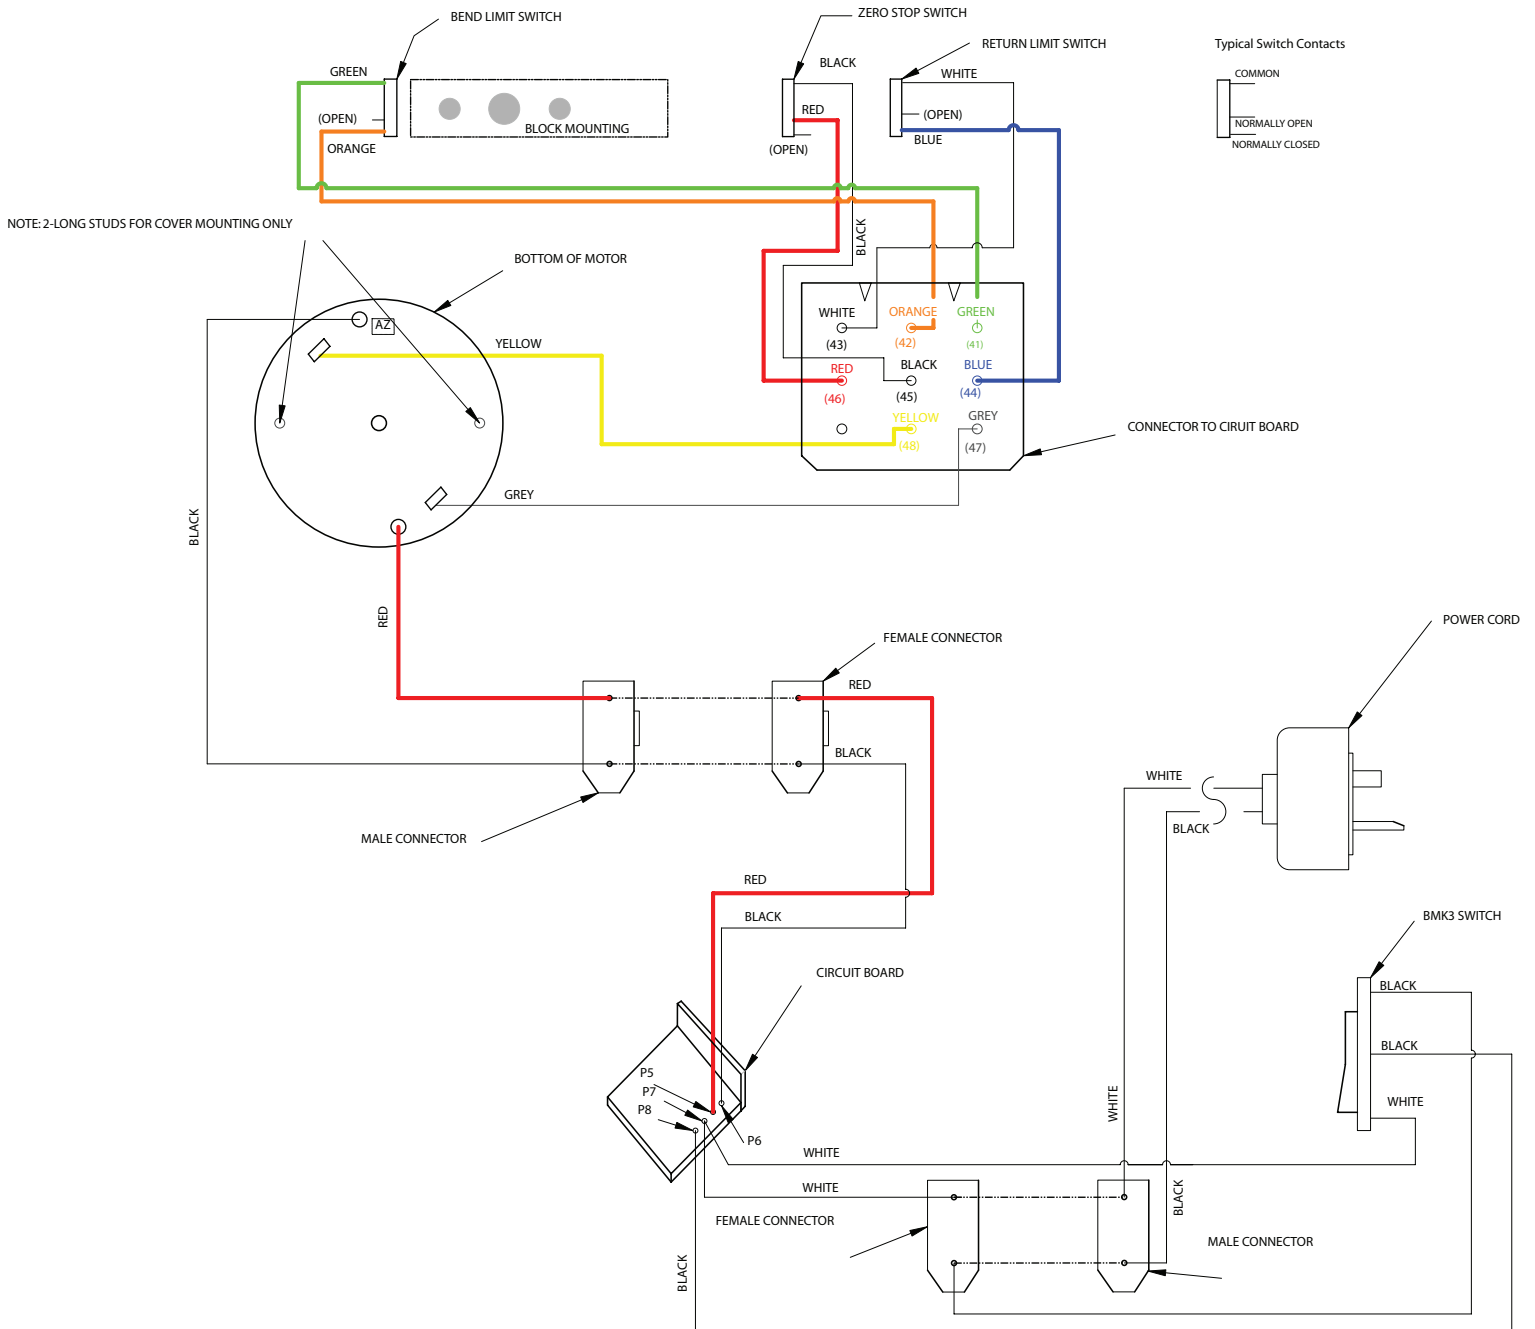 BEND LIMIT SWITCH
ZERO STOP SWITCH
RETURN LIMIT SWITCH
Typical Switch Contacts
GREEN
BLACK
WHITE
COMMON
(OPEN)
BLOCK MOUNTING
RED
(OPEN)
NORMALLY OPEN
ORANGE
(OPEN)
BLUE
NORMALLY CLOSED
NOTE: 2-LONG STUDS FOR COVER MOUNTING ONLY
BLACK
BOTTOM OF MOTOR
AZ
WHITE
ORANGE
GREEN
(43)
(42)
(41)
YELLOW
RED
BLACK
BLUE
(46)
(45)
(44)
YELLOW
GREY
(48)
(47)
CONNECTOR TO CIRUIT BOARD
GREY
BLACK
RED
FEMALE CONNECTOR
POWER CORD
RED
BLACK
MALE CONNECTOR
WHITE
BLACK
RED
BLACK
BMK3 SWITCH
CIRCUIT BOARD
BLACK
BLACK
P5
P7
P8
P6
WHITE
WHITE
WHITE
WHITE
BLACK
FEMALE CONNECTOR
MALE CONNECTOR
BLACK